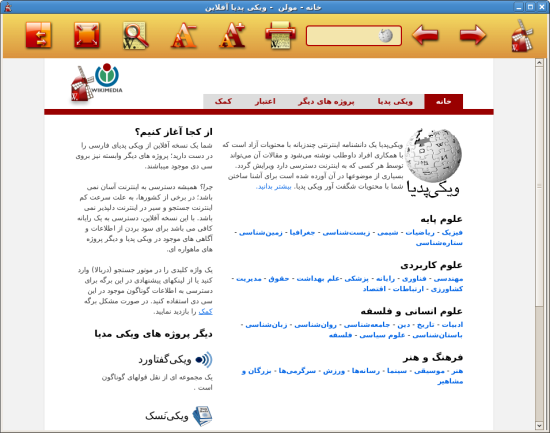 خانه - مولن - ویکی پدیا آفلاین
WIKIMEDIA
خانه
ویکی پدیا
پروژه های دیگر
اعتبار
کمک
ویکی‌پدیا
ویکی‌پدیا یک دانشنامه اینترنتی چندزبانه با محتویات آزاد است که
با همکاری افراد داوطلب نوشته می‌شود و مقالات آن می‌تواند
توسط هر کسی که به اینترنت دسترسی دارد ویرایش گردد.
بسیاری از موضوعها در آن آورده شده است برای آشنا ساختن
شما با محتویات شگفت آور ویکی پدیا. بیشتر بدانید.
علوم پایه
فیزیک - ریاضیات - شیمی - زیست‌شناسی - جغرافیا - زمین‌شناسی -
ستاره‌شناسی
علوم کاربردی
مهندسی - فناوری - رایانه - پزشکی -علم بهداشت - حقوق - مدیریت -
کشاورزی - ارتباطات - اقتصاد
علوم انسانی و فلسفه
ادبیات - تاریخ - دین - جامعه‌شناسی - روان‌شناسی - زبان‌شناسی -
باستان‌شناسی - علوم سیاسی - فلسفه
فرهنگ و هنر
هنر - موسیقی - سینما - رسانه‌ها - ورزش - سرگرمی‌ها - بزرگان و
مشاهیر
از کجا آغاز کنیم؟
شما یک نسخه آفلاین از ویکی پدیای فارسی را
در دست دارید؛ پروژه های دیگر وابسته نیز بروی
سی دی موجود میباشند.
چرا؟ همیشه دسترسی به اینترنت آسان نمی
باشد؛ در برخی از کشورها، به علت سرعت کم
اینترنت جستجو و سیر در اینترنت دلپذیر نمی
باشد. با این نسخه آفلاین، دسترسی به یک رایانه
کافی می باشد برای سود بردن از اطلاعات و
آگاهی های موجود در ویکی پدیا و دیگر پروژه
های ماهواره ای.
یک واژه کلیدی را در موتور جستجو (دربالا) وارد
کنید یا از لینکهای پیشنهادی در این برگه برای
دسترسی به اطلاعات گوناگون موجود در این
سی دی استفاده کنید. در صورت مشکل برگه
کمک را بازدید نمایید.
دیگر پروژه های ویکی مدیا
ویکی‌گفتاورد
یک مجموعه ای از نقل قولهای گوناگون
است .
ویکی‌نَسک